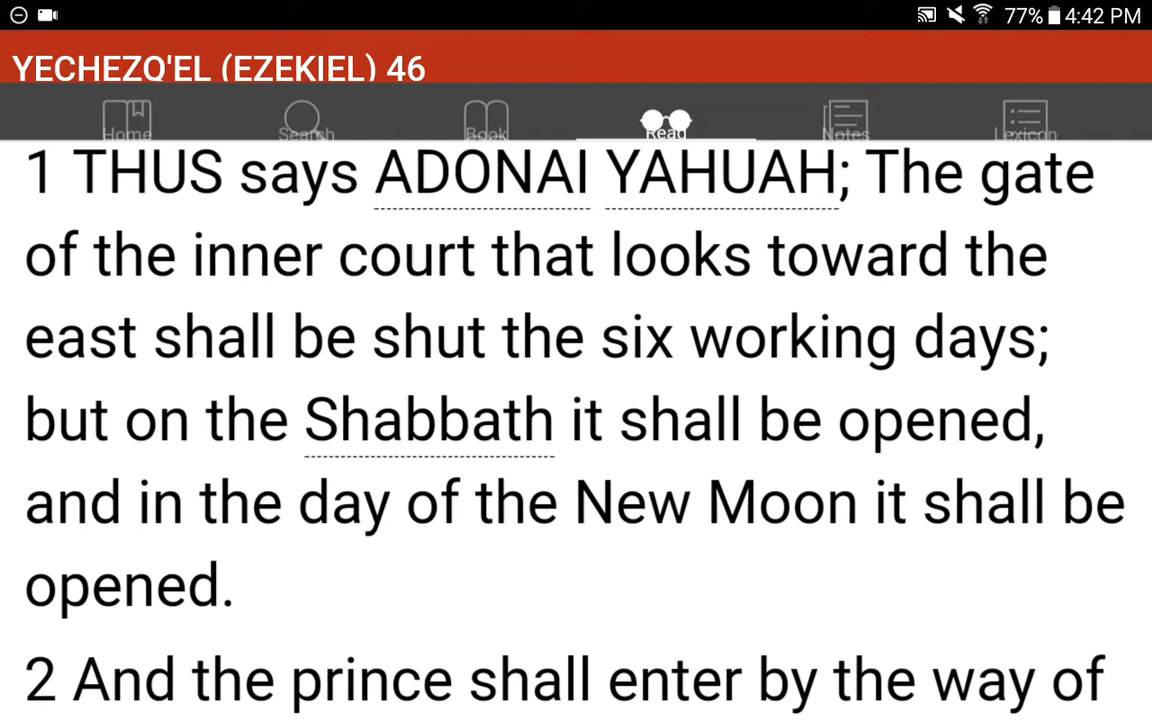 77% 4:42 PM
YECHEZQ'EL (EZEKIEL) 46
Home Search Book Read Notes Lexicon
1 THUS says ADONAI YAHUAH; The gate
of the inner court that looks toward the
east shall be shut the six working days;
but on the Shabbath it shall be opened,
and in the day of the New Moon it shall be
opened.
2 And the prince shall enter by the way of